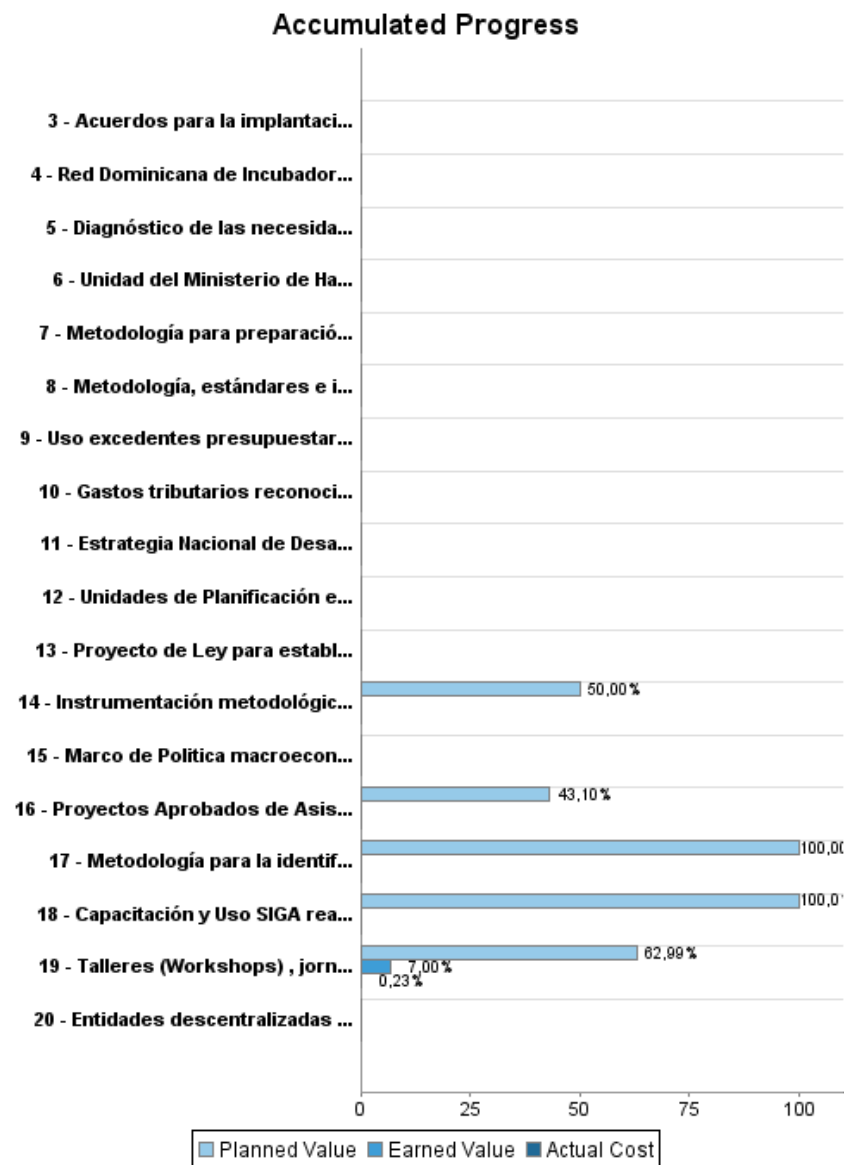 Accumulated Progress
3 - Acuerdos para la implantaci...
4 - Red Dominicana de Incubador...
5 - Diagnóstico de las necesida...
6 - Unidad del Ministerio de Ha...
7 - Metodología para preparació...
8 - Metodología, estándares e i...
9 - Uso excedentes presupuestar...
10 - Gastos tributarios reconoci...
11 - Estrategia Nacional de Desa...
12 - Unidades de Planificación e...
13 - Proyecto de Ley para establ...
14 - Instrumentación metodológic...
50,00%
15 - Marco de Politica macroecon...
16 - Proyectos Aprobados de Asis...
43,10%
17 - Metodología para la identif...
100,00
18 - Capacitación y Uso SIGA rea...
100,0
19 - Talleres (Workshops) , jorn...
62,99%
7,00%
0,23%
20 - Entidades descentralizadas ...
0 25 50 75 100
Planned Value Earned Value Actual Cost